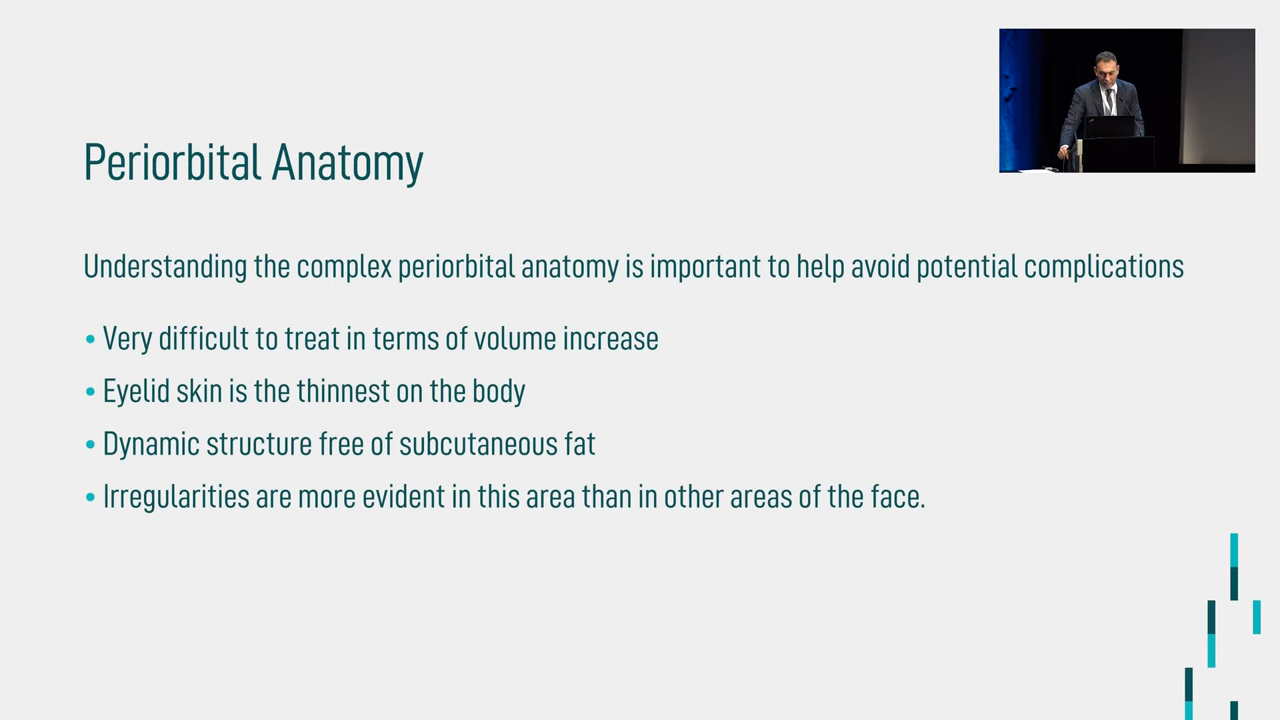 Periorbital Anatomy
Understanding the complex periorbital anatomy is important to help avoid potential complications
• Very difficult to treat in terms of volume increase
• Eyelid skin is the thinnest on the body
• Dynamic structure free of subcutaneous fat
• Irregularities are more evident in this area than in other areas of the face.